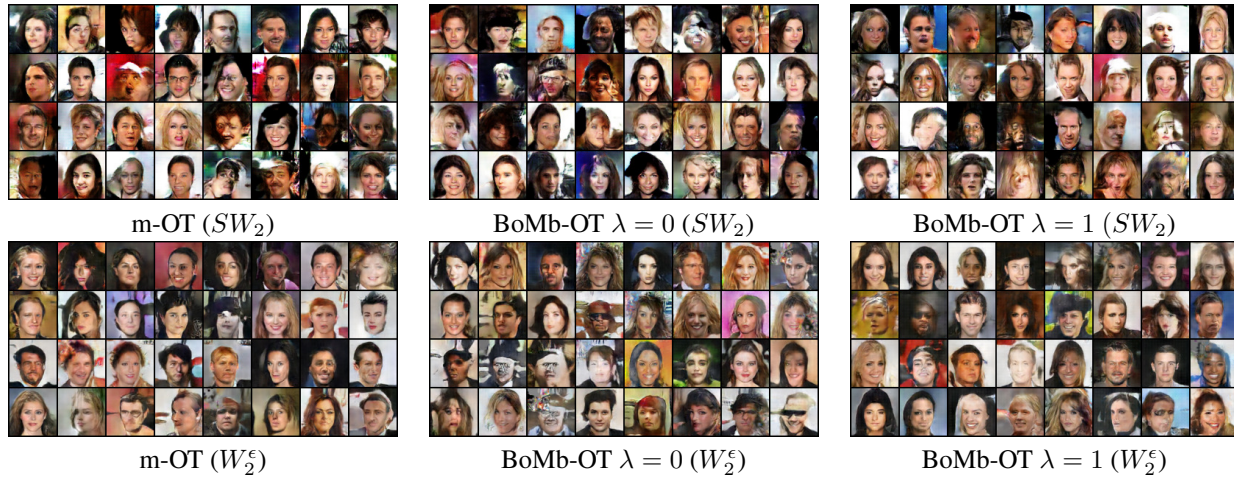 m-OT (SW₂) BoMb-OT λ = 0 (SW₂) BoMb-OT λ = 1 (SW₂)
m-OT (W₂^ϵ) BoMb-OT λ = 0 (W₂^ϵ) BoMb-OT λ = 1 (W₂^ϵ)